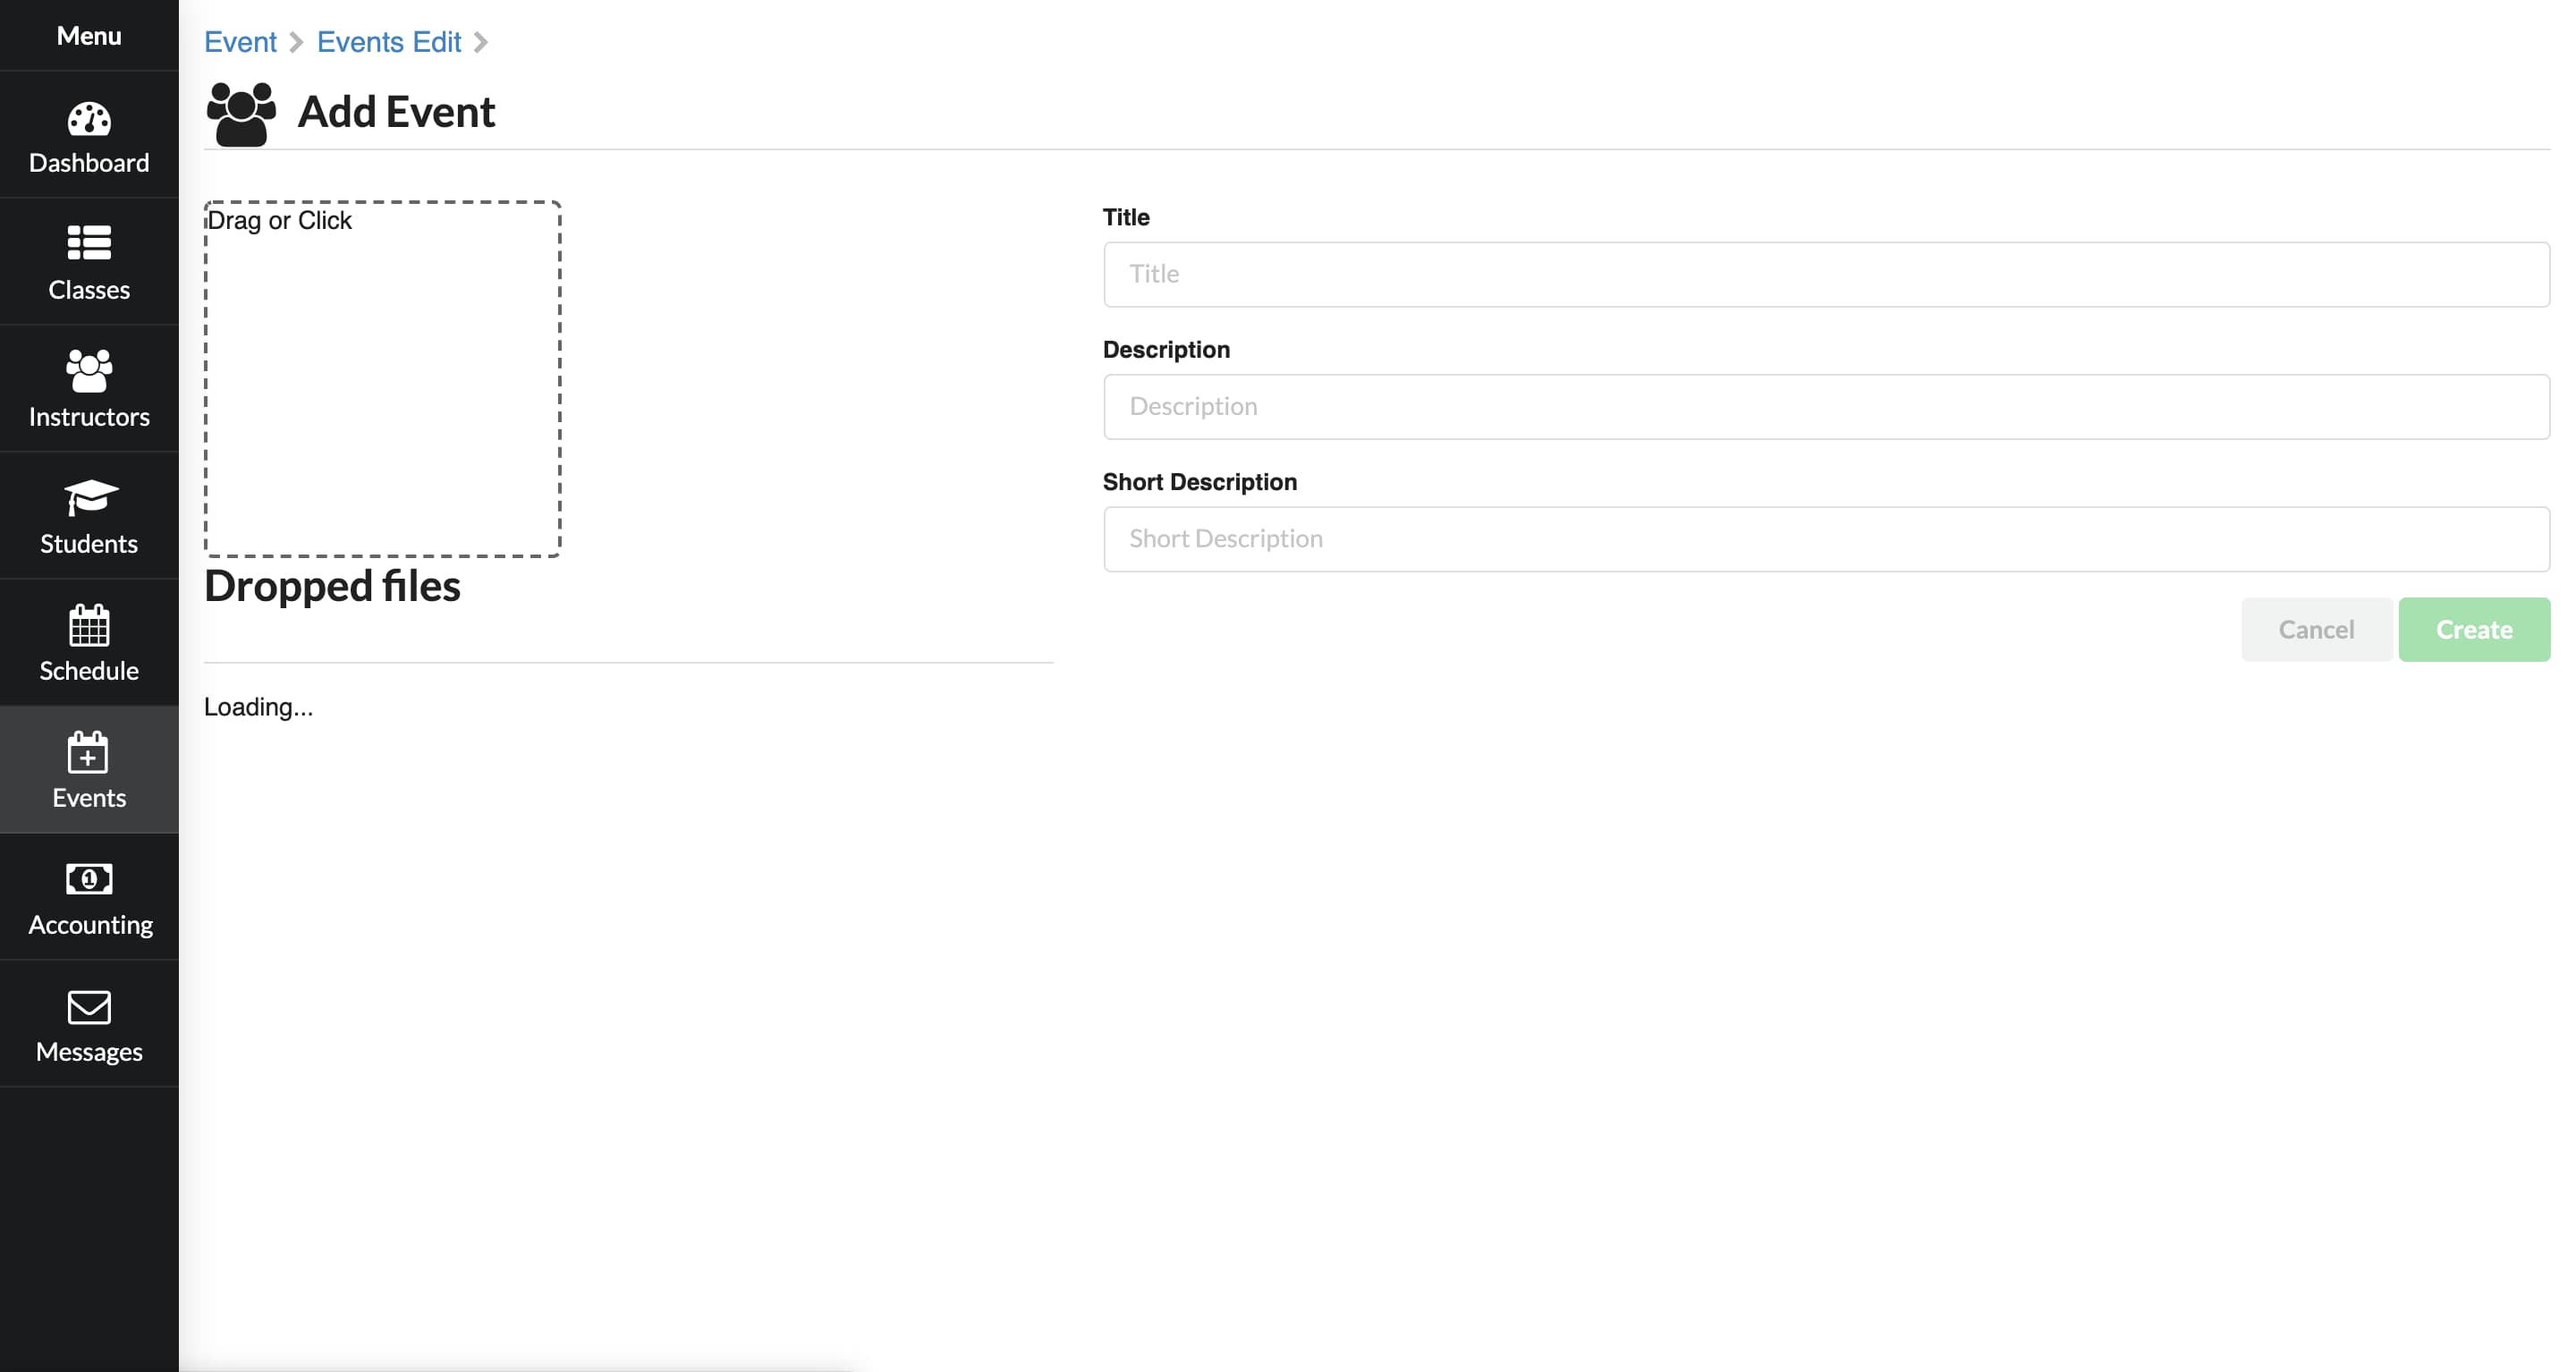 Menu
Dashboard
Classes
Instructors
Students
Schedule
Events
Accounting
Messages
Event
Events Edit
Add Event
Drag or Click
Dropped files
Loading...
Title
Title
Description
Description
Short Description
Short Description
Cancel
Create